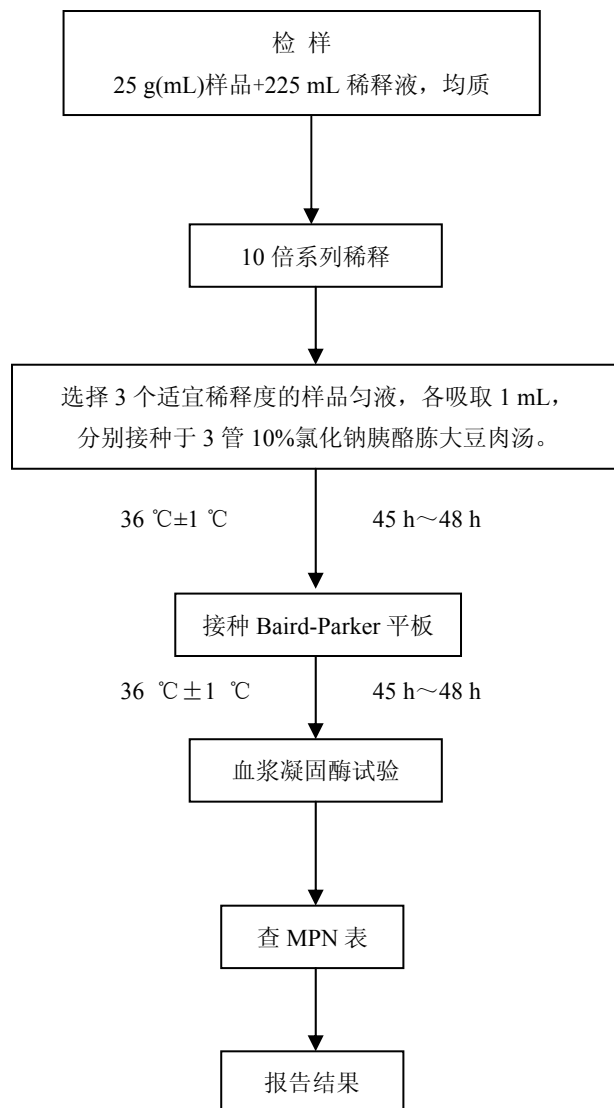 检 样
25 g(mL)样品+225 mL 稀释液，均质
10 倍系列稀释
选择 3 个适宜稀释度的样品匀液，各吸取 1 mL，
分别接种于 3 管 10%氯化钠胰酪胨大豆肉汤。
36 ℃±1 ℃ 45 h～48 h
接种 Baird-Parker 平板
36 ℃±1 ℃ 45 h～48 h
血浆凝固酶试验
查 MPN 表
报告结果